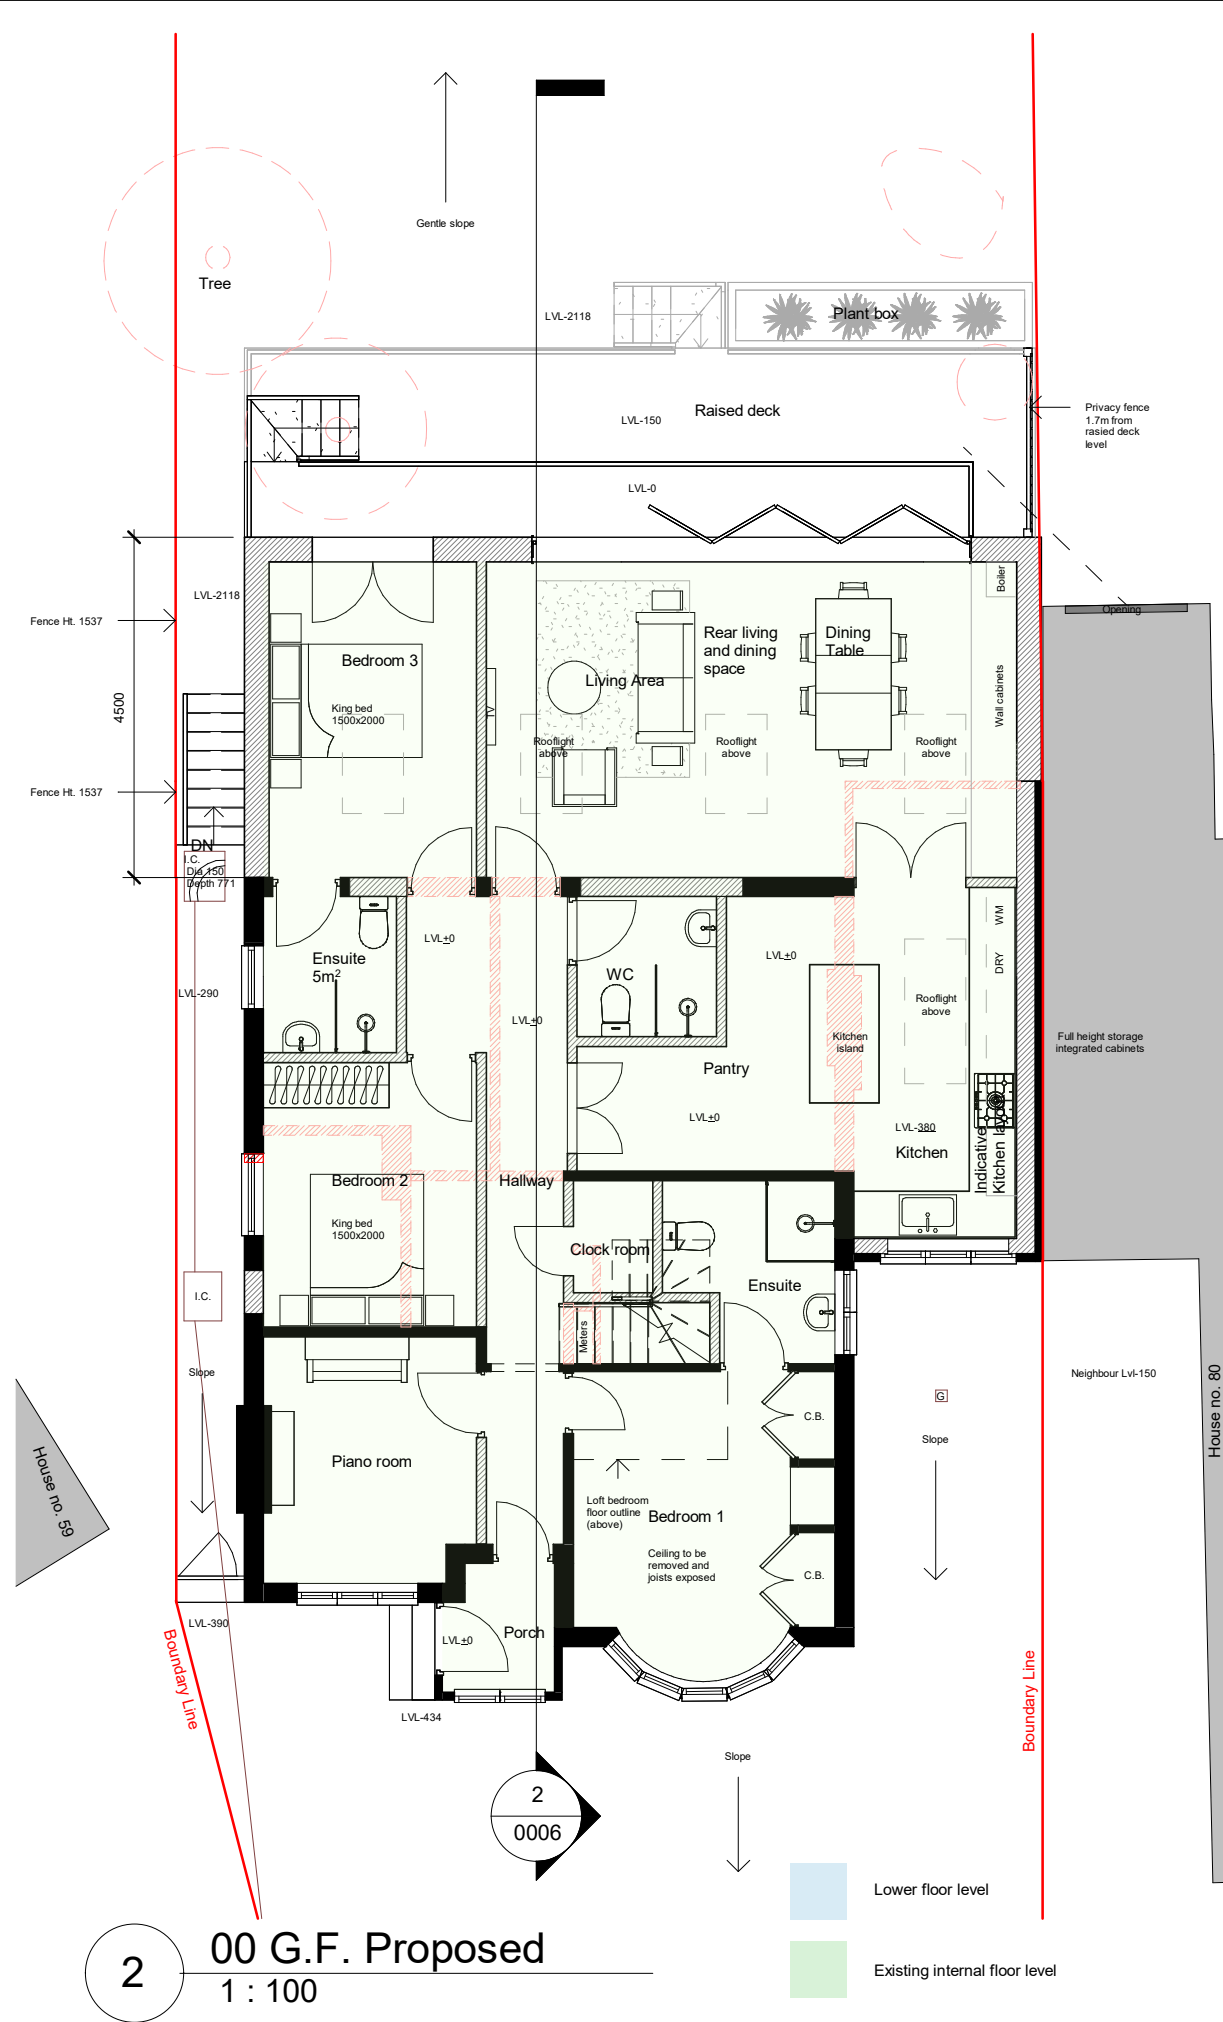 Gentle slope
Tree
LVL-2118
Plant box
Raised deck
LVL-150
Privacy fence
1.7m from
rasied deck
level
LVL-0
LVL-2118
Fence Ht. 1537
4500
Fence Ht. 1537
Boiler
Opening
Bedroom 3
King bed
1500x2000
TV
Living Area
Rear living
and dining
space
Dining
Table
Wall cabinets
Rooflight
above
Rooflight
above
Rooflight
above
DN
I.C.
Dia 150
Depth 771
LVL±0
Ensuite
5m²
LVL-290
LVL±0
WC
LVL±0
WM
DRY
Rooflight
above
Kitchen
island
Full height storage
integrated cabinets
Pantry
LVL±0
LVL-380
Kitchen
Indicative
Kitchen layout
Bedroom 2
King bed
1500x2000
Hallway
Clock room
Ensuite
I.C.
Meters
Slope
Neighbour Lvl-150
House no. 80
G
Slope
C.B.
House no. 59
Piano room
Loft bedroom
floor outline
(above)
Bedroom 1
Ceiling to be
removed and
joists exposed
C.B.
LVL-390
LVL±0
Porch
Boundary Line
Boundary Line
LVL-434
Slope
2
0006
Lower floor level
2
00 G.F. Proposed
1 : 100
Existing internal floor level